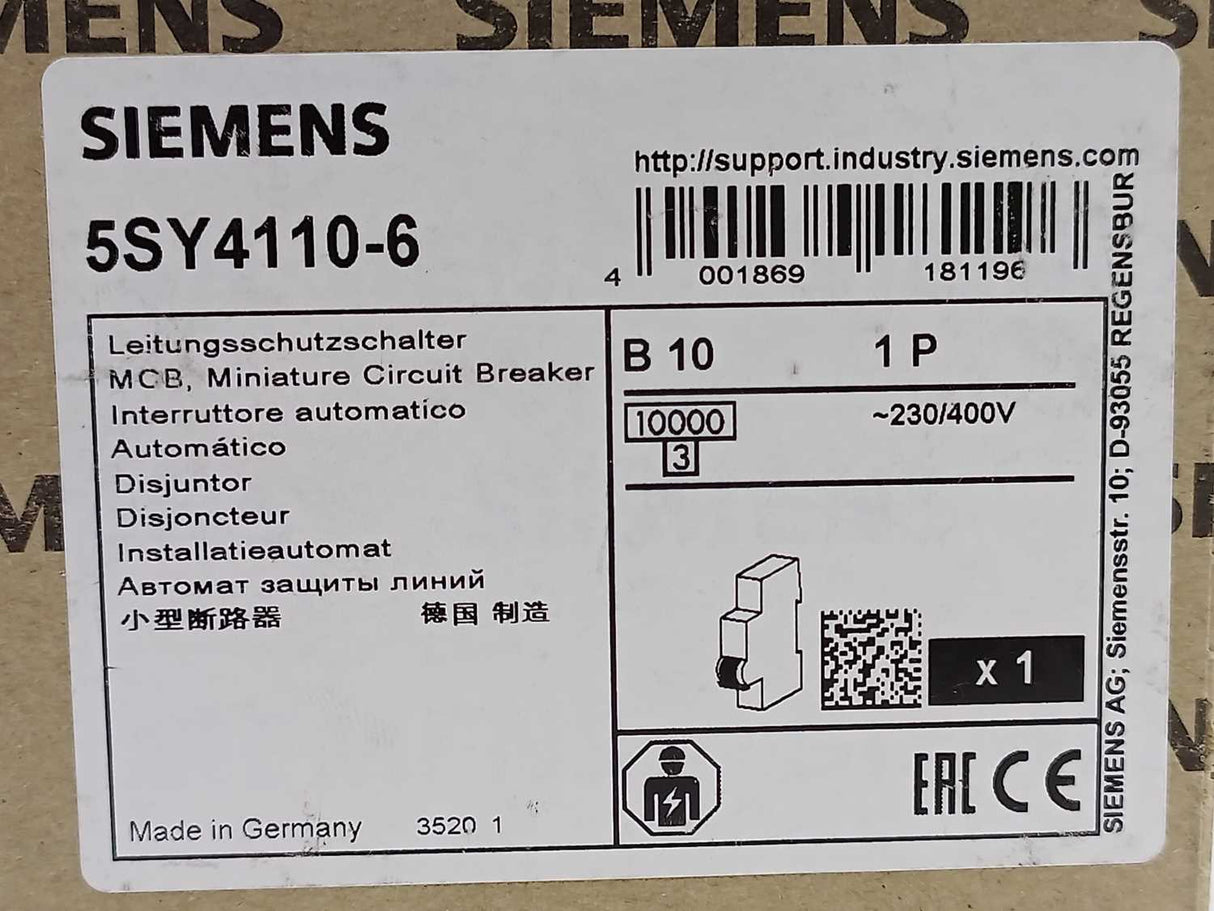 SIEMENS
SIEMENS
5SY4110-6
http://support.industry.siemens.com
4 001869 181196
Leitungsschutzschalter
MCB, Miniature Circuit Breaker
Interruttore automatico
Automático
Disjuntor
Disjoncteur
Installatieautomat
Автомат защиты линий
小型断路器 德国 制造
Made in Germany 3520 1
B 10 1 P
10000 ~230/400V
3
x 1
EAC CE
SIEMENS AG; Siemensstr. 10; D-93055 REGENSBUR